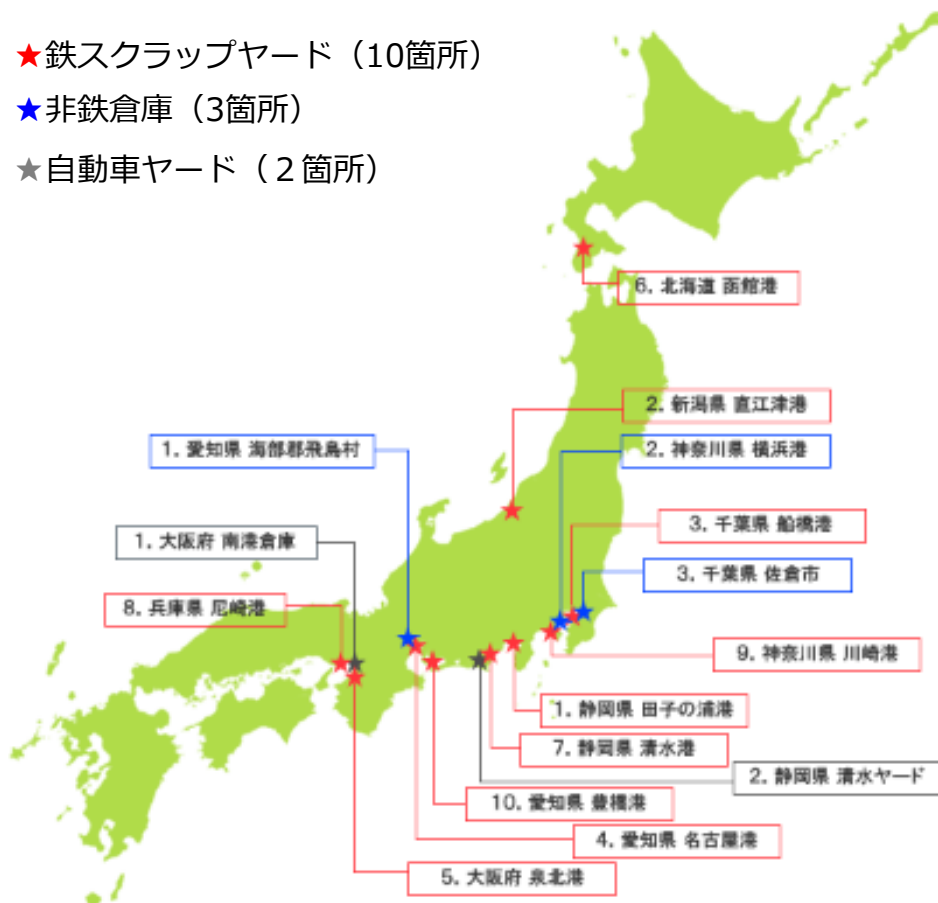 ★鉄スクラップヤード（10箇所）
★非鉄倉庫（3箇所）
★自動車ヤード（２箇所）
6. 北海道 函館港
2. 新潟県 直江津港
1. 愛知県 海部郡飛島村
2. 神奈川県 横浜港
3. 千葉県 船橋港
1. 大阪府 南港倉庫
3. 千葉県 佐倉市
8. 兵庫県 尼崎港
9. 神奈川県 川崎港
1. 静岡県 田子の浦港
7. 静岡県 清水港
2. 静岡県 清水ヤード
10. 愛知県 豊橋港
4. 愛知県 名古屋港
5. 大阪府 泉北港